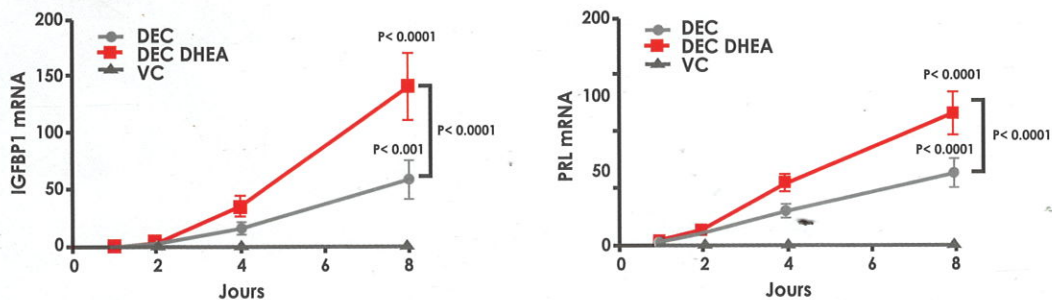 200
150
100
50
0
IGFBP1 mRNA
DEC
DEC DHEA
VC
P< 0.0001
P< 0.001
P < 0.0001
0 2 4 6 8
Jours
200
100
50
0
PRL mRNA
DEC
DEC DHEA
VC
P< 0.0001
P< 0.0001
P < 0.0001
0 2 4 6 8
Jours